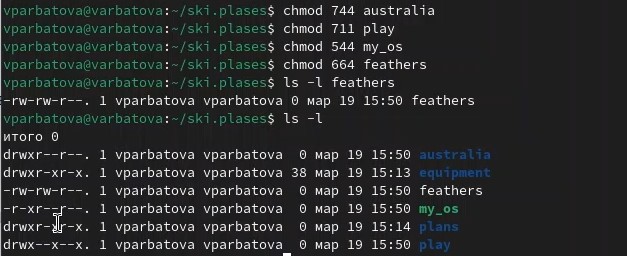 vparbatova@varbatova:~/ski.plases$ chmod 744 australia
vparbatova@varbatova:~/ski.plases$ chmod 711 play
vparbatova@varbatova:~/ski.plases$ chmod 544 my_os
vparbatova@varbatova:~/ski.plases$ chmod 664 feathers
vparbatova@varbatova:~/ski.plases$ ls -l feathers
-rw-rw-r--. 1 vparbatova vparbatova 0 мар 19 15:50 feathers
vparbatova@varbatova:~/ski.plases$ ls -l
итого 0
drwxr--r--. 1 vparbatova vparbatova  0 мар 19 15:50 australia
drwxr-xr-x. 1 vparbatova vparbatova 38 мар 19 15:13 equipment
-rw-rw-r--. 1 vparbatova vparbatova  0 мар 19 15:50 feathers
-r-xr--r--. 1 vparbatova vparbatova  0 мар 19 15:50 my_os
drwxr-xr-x. 1 vparbatova vparbatova  0 мар 19 15:14 plans
drwx--x--x. 1 vparbatova vparbatova  0 мар 19 15:50 play